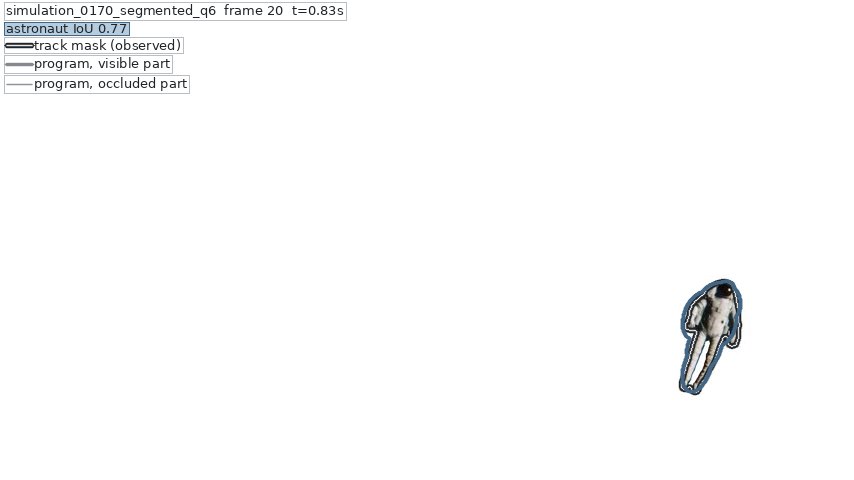 simulation_0170_segmented_q6 frame 20 t=0.83s
astronaut IoU 0.77
track mask (observed)
program, visible part
program, occluded part